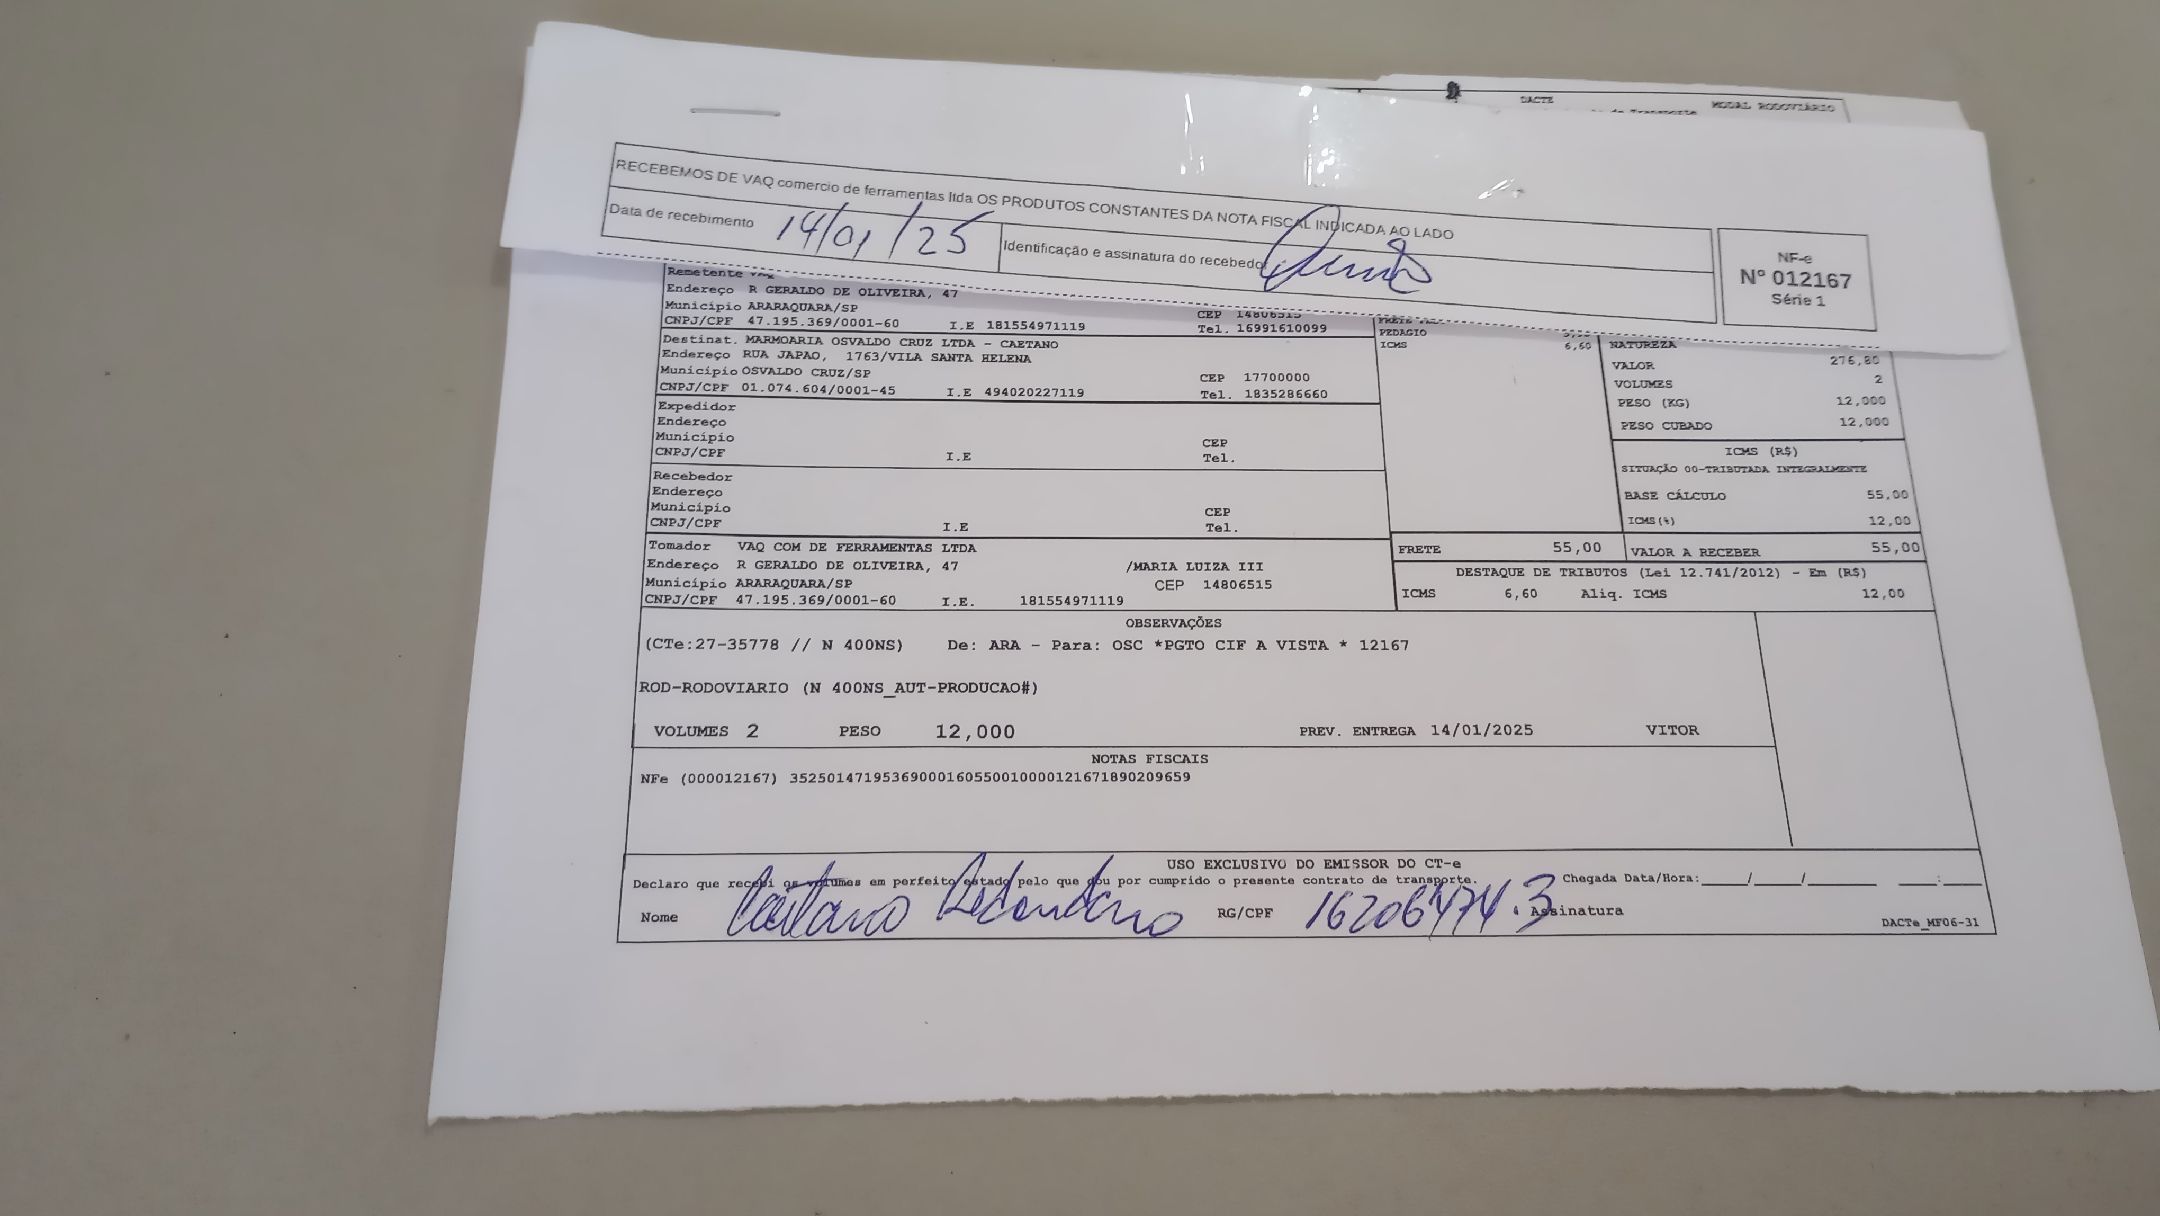 DACTE
MODAL RODOVIÁRIO
RECEBEMOS DE VAQ comercio de ferramentas ltda OS PRODUTOS CONSTANTES DA NOTA FISCAL INDICADA AO LADO
Data de recebimento 14/01/25 Identificação e assinatura do recebedor
NF-e
Nº 012167
Série 1
Remetente VAQ
Endereço R GERALDO DE OLIVEIRA, 47
Município ARARAQUARA/SP CEP 14806515
CNPJ/CPF 47.195.369/0001-60 I.E 181554971119 Tel. 16991610099
Destinat. MARMOARIA OSVALDO CRUZ LTDA - CAETANO
Endereço RUA JAPAO, 1763/VILA SANTA HELENA
Município OSVALDO CRUZ/SP CEP 17700000
CNPJ/CPF 01.074.604/0001-45 I.E 494020227119 Tel. 1835286660
Expedidor
Endereço
Município CEP
CNPJ/CPF I.E Tel.
Recebedor
Endereço
Município CEP
CNPJ/CPF I.E Tel.
Tomador VAQ COM DE FERRAMENTAS LTDA
Endereço R GERALDO DE OLIVEIRA, 47 /MARIA LUIZA III
Município ARARAQUARA/SP CEP 14806515
CNPJ/CPF 47.195.369/0001-60 I.E. 181554971119
PEDAGIO
ICMS 6,60
FRETE 55,00
NATUREZA
VALOR 276,80
VOLUMES 2
PESO (KG) 12,000
PESO CUBADO 12,000
ICMS (R$)
SITUAÇÃO 00-TRIBUTADA INTEGRALMENTE
BASE CÁLCULO 55,00
ICMS(%) 12,00
VALOR A RECEBER 55,00
DESTAQUE DE TRIBUTOS (Lei 12.741/2012) - Em (R$)
ICMS 6,60 Aliq. ICMS 12,00
OBSERVAÇÕES
(CTe:27-35778 // N 400NS) De: ARA - Para: OSC *PGTO CIF A VISTA * 12167
ROD-RODOVIARIO (N 400NS_AUT-PRODUCAO#)
VOLUMES 2 PESO 12,000 PREV. ENTREGA 14/01/2025 VITOR
NOTAS FISCAIS
NFe (000012167) 35250147195369000160550010000121671890209659
USO EXCLUSIVO DO EMISSOR DO CT-e
Declaro que recebi os volumes em perfeito estado pelo que dou por cumprido o presente contrato de transporte. Chegada Data/Hora:____/____/______ ___:___
Nome Caetano RG/CPF Assinatura
DACTe_MF06-31